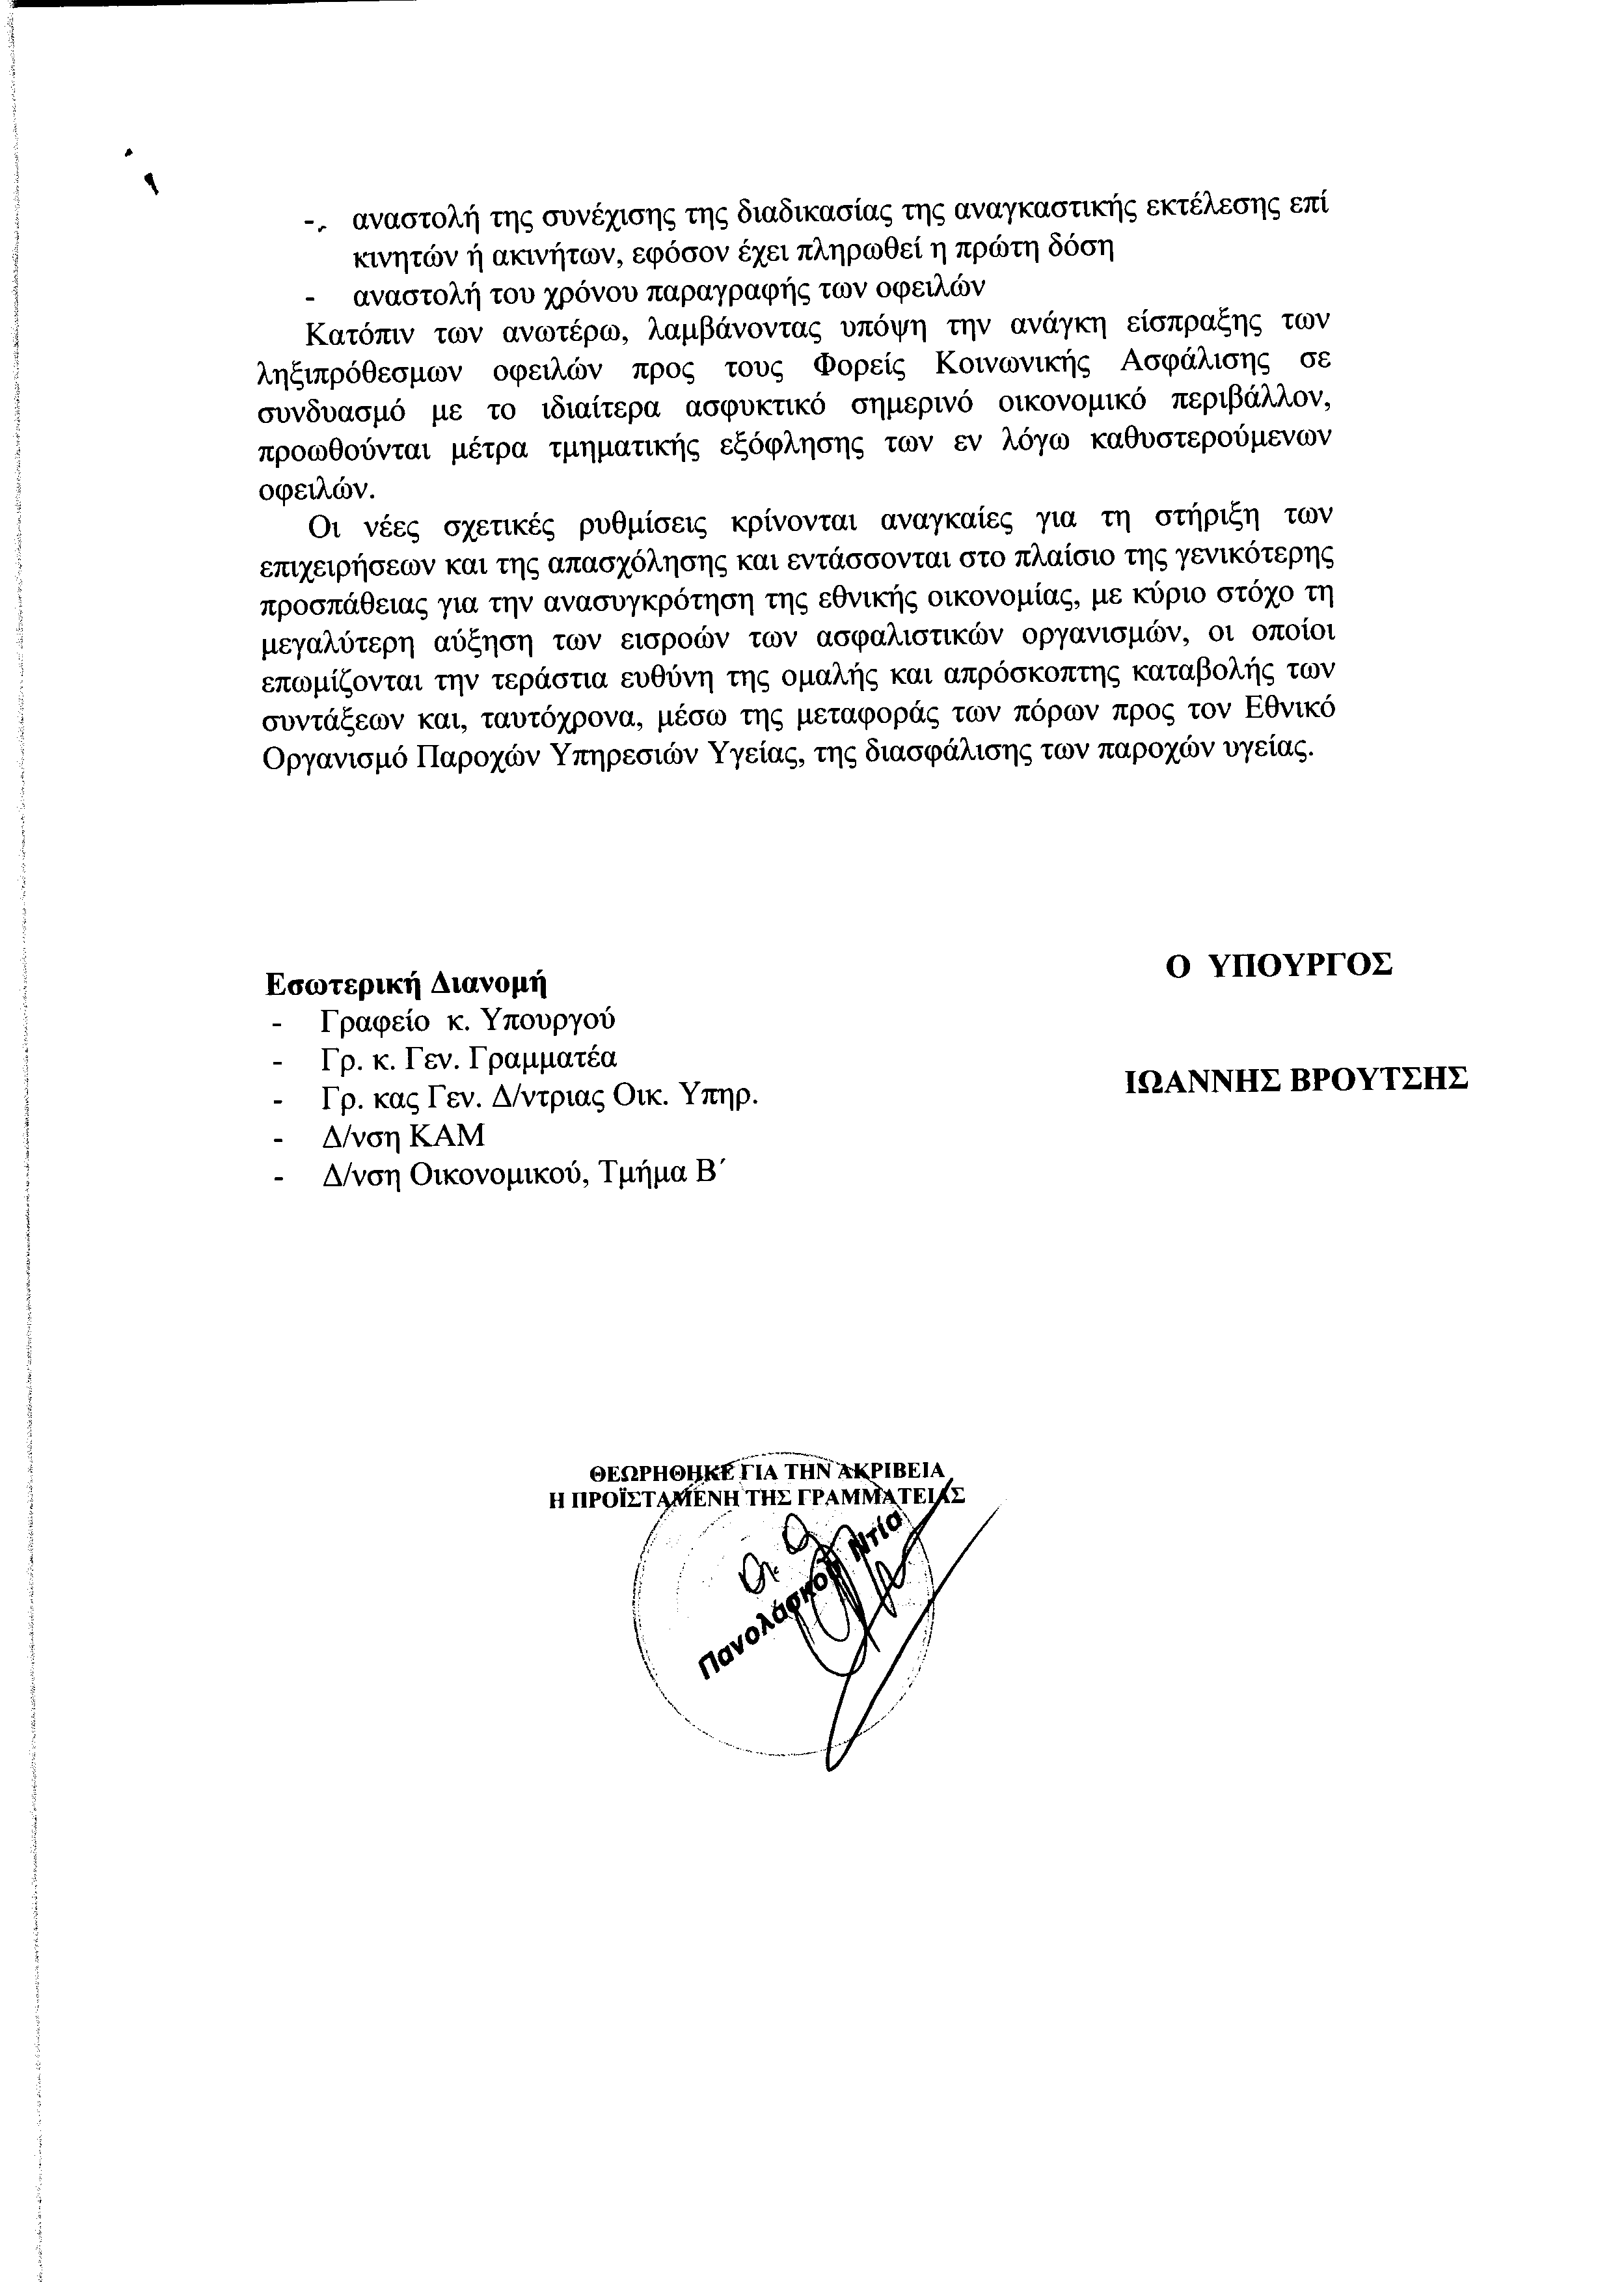 - αναστολή της συνέχισης της διαδικασίας της αναγκαστικής εκτέλεσης επί
κινητών ή ακινήτων, εφόσον έχει πληρωθεί η πρώτη δόση
- αναστολή του χρόνου παραγραφής των οφειλών
Κατόπιν των ανωτέρω, λαμβάνοντας υπόψη την ανάγκη είσπραξης των
ληξιπρόθεσμων οφειλών προς τους Φορείς Κοινωνικής Ασφάλισης σε
συνδυασμό με το ιδιαίτερα ασφυκτικό σημερινό οικονομικό περιβάλλον,
προωθούνται μέτρα τμηματικής εξόφλησης των εν λόγω καθυστερούμενων
οφειλών.
Οι νέες σχετικές ρυθμίσεις κρίνονται αναγκαίες για τη στήριξη των
επιχειρήσεων και της απασχόλησης και εντάσσονται στο πλαίσιο της γενικότερης
προσπάθειας για την ανασυγκρότηση της εθνικής οικονομίας, με κύριο στόχο τη
μεγαλύτερη αύξηση των εισροών των ασφαλιστικών οργανισμών, οι οποίοι
επωμίζονται την τεράστια ευθύνη της ομαλής και απρόσκοπτης καταβολής των
συντάξεων και, ταυτόχρονα, μέσω της μεταφοράς των πόρων προς τον Εθνικό
Οργανισμό Παροχών Υπηρεσιών Υγείας, της διασφάλισης των παροχών υγείας.
Ο ΥΠΟΥΡΓΟΣ
ΙΩΑΝΝΗΣ ΒΡΟΥΤΣΗΣ
Εσωτερική Διανομή
- Γραφείο κ. Υπουργού
- Γρ. κ. Γεν. Γραμματέα
- Γρ. κας Γεν. Δ/ντριας Οικ. Υπηρ.
- Δ/νση ΚΑΜ
- Δ/νση Οικονομικού, Τμήμα Β΄
ΘΕΩΡΗΘΗΚΕ ΓΙΑ ΤΗΝ ΑΚΡΙΒΕΙΑ
Η ΠΡΟΪΣΤΑΜΕΝΗ ΤΗΣ ΓΡΑΜΜΑΤΕΙΑΣ
Ντία